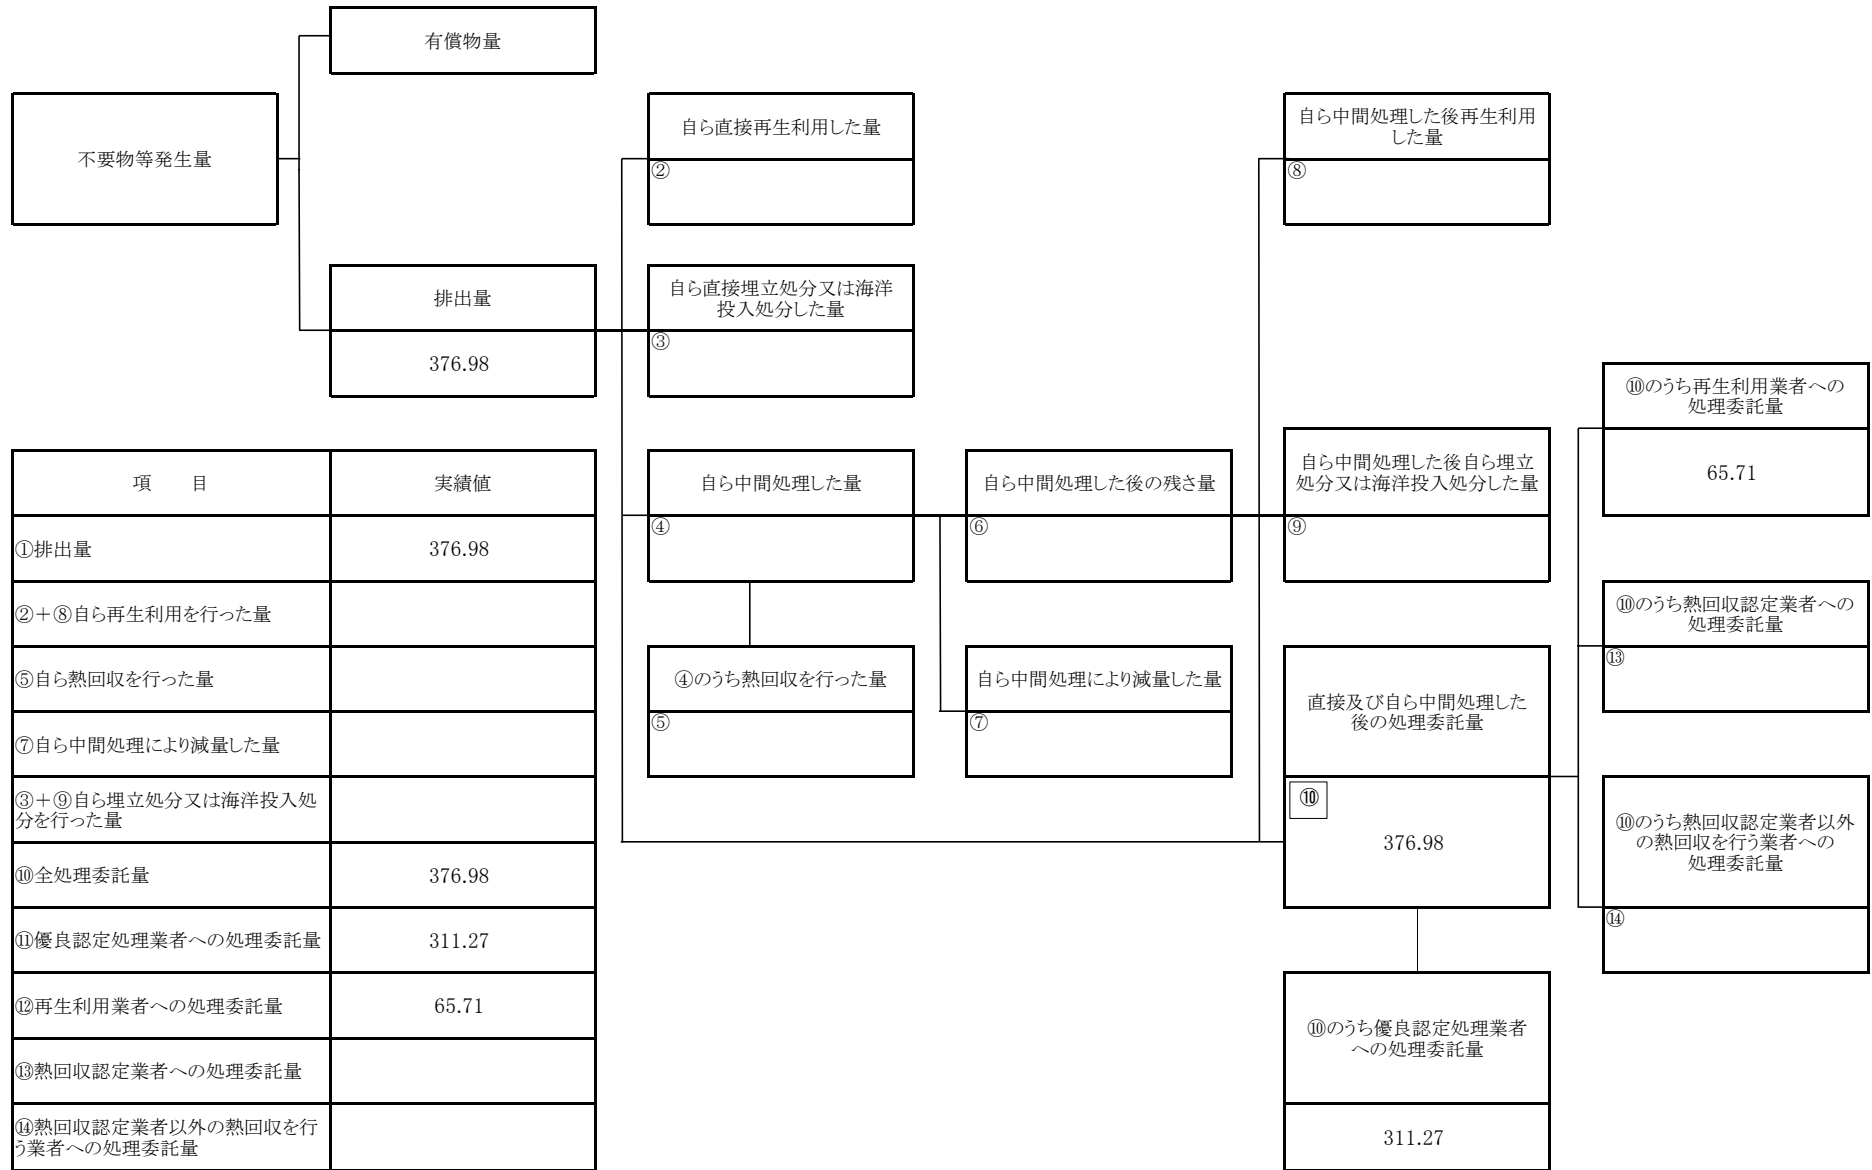 有償物量
不要物等発生量
自ら直接再生利用した量
②
自ら中間処理した後再生利用
した量
⑧
排出量
376.98
自ら直接埋立処分又は海洋
投入処分した量
③
⑩のうち再生利用業者への
処理委託量
65.71
項　目
実績値
①排出量
376.98
②+⑧自ら再生利用を行った量
⑤自ら熱回収を行った量
⑦自ら中間処理により減量した量
③+⑨自ら埋立処分又は海洋投入処
分を行った量
⑩全処理委託量
376.98
⑪優良認定処理業者への処理委託量
311.27
⑫再生利用業者への処理委託量
65.71
⑬熱回収認定業者への処理委託量
⑭熱回収認定業者以外の熱回収を行
う業者への処理委託量
自ら中間処理した量
④
自ら中間処理した後の残さ量
⑥
自ら中間処理した後自ら埋立
処分又は海洋投入処分した量
⑨
④のうち熱回収を行った量
⑤
自ら中間処理により減量した量
⑦
直接及び自ら中間処理した
後の処理委託量
⑩
376.98
⑩のうち熱回収認定業者への
処理委託量
⑬
⑩のうち熱回収認定業者以外
の熱回収を行う業者への
処理委託量
⑭
⑩のうち優良認定処理業者
への処理委託量
311.27